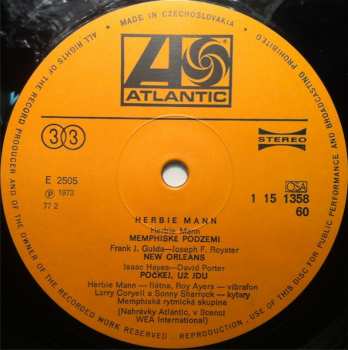 MADE IN CZECHOSLOVAKIA
ALL RIGHTS OF THE RECORD PRODUCER AND OF THE OWNER OF THE RECORDED WORK RESERVED - REPRODUCTION - USE OF THIS DISC FOR PUBLIC PERFORMANCE AND BROADCASTING PROHIBITED
ATLANTIC
33
STEREO
E 2505
℗ 1973
77 2
OSA
1 15 1358
60
HERBIE MANN
Herbie Mann
MEMPHISKÉ PODZEMÍ
Frank J. Guida—Joseph F. Royster
NEW ORLEANS
Isaac Hayes—David Porter
POČKEJ, UŽ JDU
Herbie Mann — flétna, Roy Ayers — vibrafon
Larry Coryell a Sonny Sharrock — kytary
Memphiská rytmická skupina
(Nahrávky Atlantic, v licenci
WEA International)